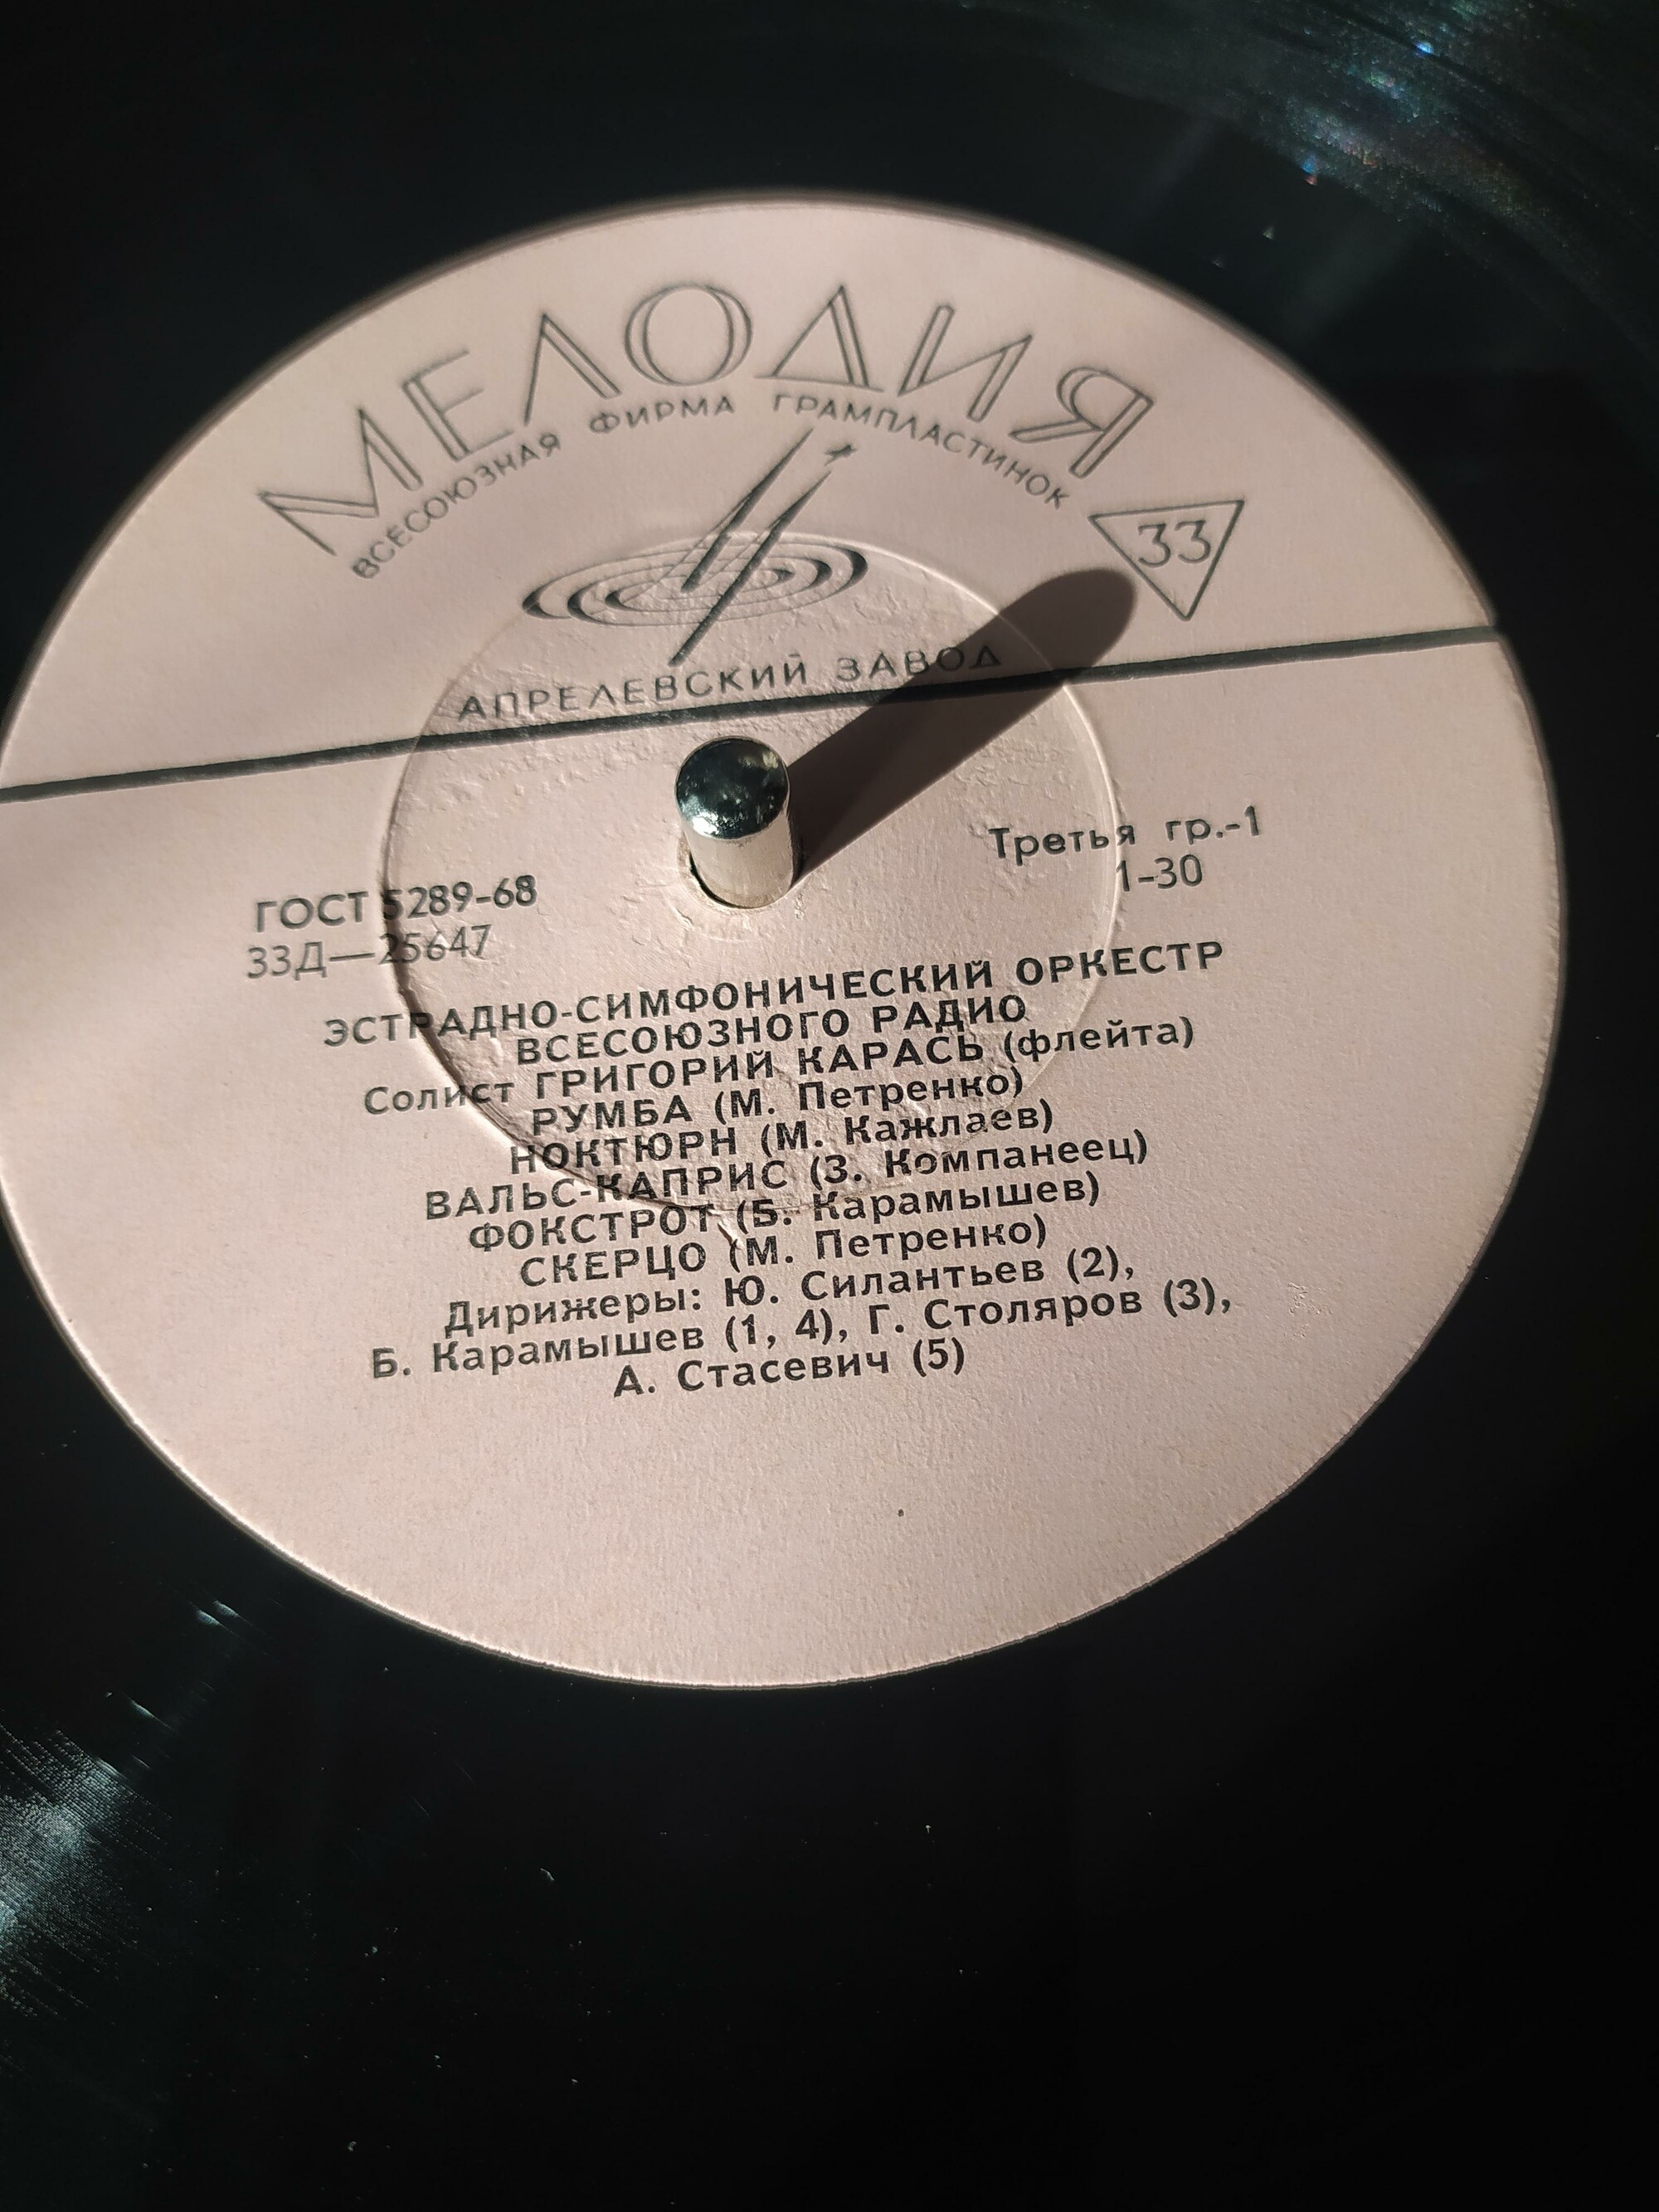 МЕЛОДИЯ
ВСЕСОЮЗНАЯ ФИРМА ГРАМПЛАСТИНОК
33
АПРЕЛЕВСКИЙ ЗАВОД
Третья гр.-1
1-30
ГОСТ 5289-68
33Д—25647
ЭСТРАДНО-СИМФОНИЧЕСКИЙ ОРКЕСТР
ВСЕСОЮЗНОГО РАДИО
Солист ГРИГОРИЙ КАРАСЬ (флейта)
РУМБА (М. Петренко)
НОКТЮРН (М. Кажлаев)
ВАЛЬС-КАПРИС (З. Компанеец)
ФОКСТРОТ (Б. Карамышев)
СКЕРЦО (М. Петренко)
Дирижеры: Ю. Силантьев (2),
Б. Карамышев (1, 4), Г. Столяров (3),
А. Стасевич (5)